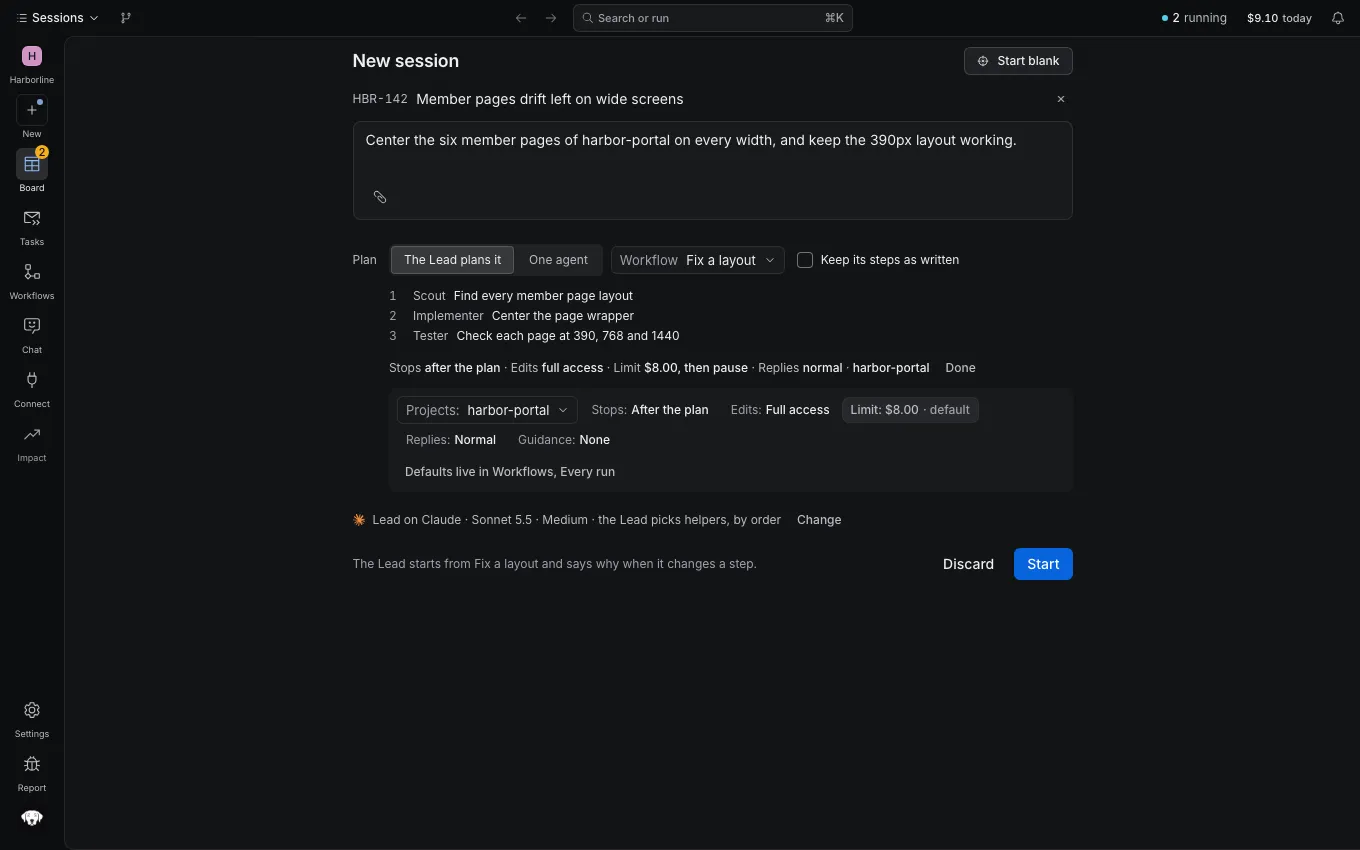 Sessions
Search or run ⌘K
2 running
$9.10 today
H
Harborline
New
2
Board
Tasks
Workflows
Chat
Connect
Impact
Settings
Report
New session
Start blank
HBR-142 Member pages drift left on wide screens
Center the six member pages of harbor-portal on every width, and keep the 390px layout working.
Plan The Lead plans it One agent Workflow Fix a layout Keep its steps as written
1 Scout Find every member page layout
2 Implementer Center the page wrapper
3 Tester Check each page at 390, 768 and 1440
Stops after the plan · Edits full access · Limit $8.00, then pause · Replies normal · harbor-portal Done
Projects: harbor-portal Stops: After the plan Edits: Full access Limit: $8.00 · default
Replies: Normal Guidance: None
Defaults live in Workflows, Every run
Lead on Claude · Sonnet 5.5 · Medium · the Lead picks helpers, by order Change
The Lead starts from Fix a layout and says why when it changes a step. Discard Start